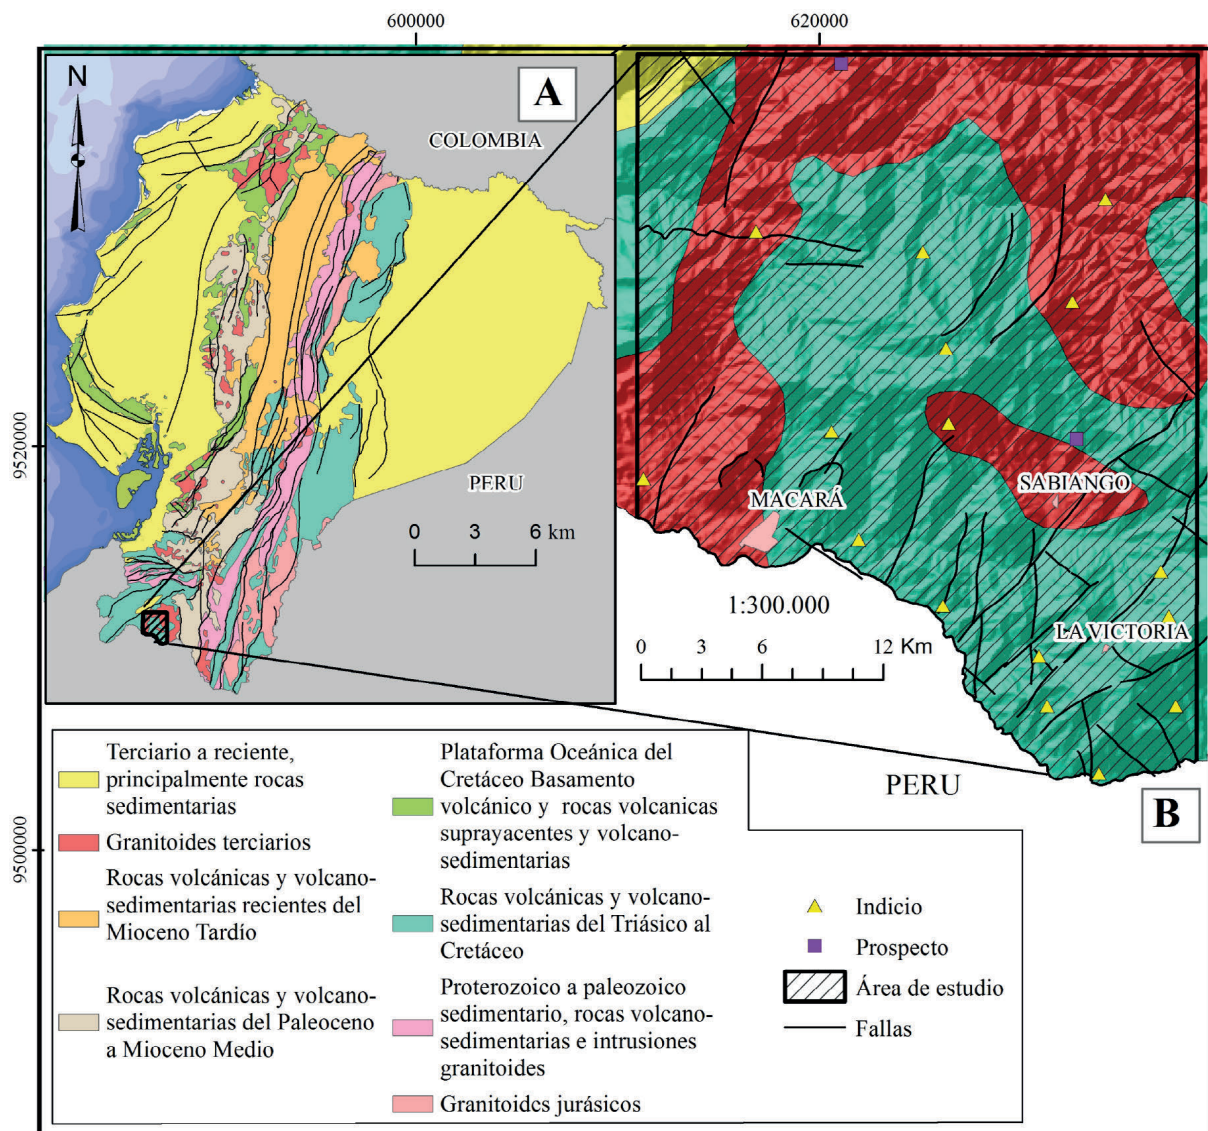 600000
620000
N
A
COLOMBIA
PERU
0 3 6 km
9520000
9500000
MACARÁ
SABIANGO
LA VICTORIA
1:300.000
0 3 6 12 Km
PERU
B
Terciario a reciente,
principalmente rocas
sedimentarias
Granitoides terciarios
Rocas volcánicas y volcano-
sedimentarias recientes del
Mioceno Tardío
Rocas volcánicas y volcano-
sedimentarias del Paleoceno
a Mioceno Medio
Plataforma Oceánica del
Cretáceo Basamento
volcánico y rocas volcanicas
suprayacentes y volcano-
sedimentarias
Rocas volcánicas y volcano-
sedimentarias del Triásico al
Cretáceo
Proterozoico a paleozoico
sedimentario, rocas volcano-
sedimentarias e intrusiones
granitoides
Granitoides jurásicos
Indicio
Prospecto
Área de estudio
Fallas